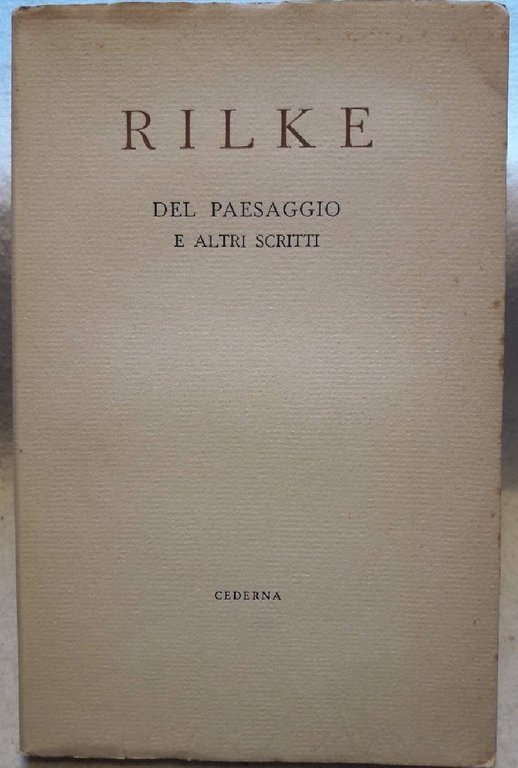 RILKE
DEL PAESAGGIO
E ALTRI SCRITTI
CEDERNA